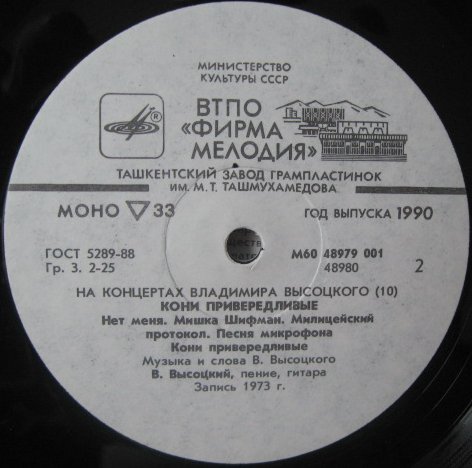 МИНИСТЕРСТВО
КУЛЬТУРЫ СССР
ВТПО
«ФИРМА
МЕЛОДИЯ»
ТАШКЕНТСКИЙ ЗАВОД ГРАМПЛАСТИНОК
ИМ. М. Т. ТАШМУХАМЕДОВА
МОНО ▽ 33
ГОД ВЫПУСКА 1990
ГОСТ 5289-88
Гр. 3. 2-25
М60 48979 001
48980
2
НА КОНЦЕРТАХ ВЛАДИМИРА ВЫСОЦКОГО (10)
КОНИ ПРИВЕРЕДЛИВЫЕ
Нет меня. Мишка Шифман. Милицейский
протокол. Песня микрофона
Кони привередливые
Музыка и слова В. Высоцкого
В. Высоцкий, пение, гитара
Запись 1973 г.